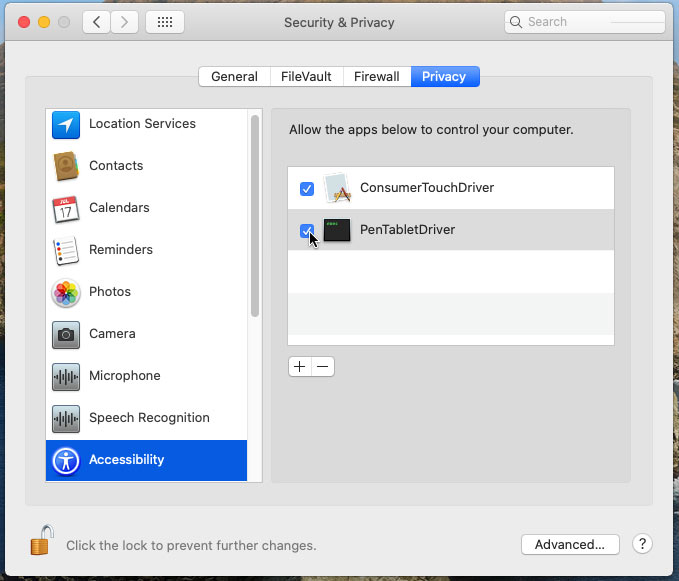 Security & Privacy
Search
General
FileVault
Firewall
Privacy
Location Services
Contacts
JUL
17
Calendars
Reminders
Photos
Camera
Microphone
Speech Recognition
Accessibility
Allow the apps below to control your computer.
ConsumerTouchDriver
PenTabletDriver
+
−
Click the lock to prevent further changes.
Advanced...
?